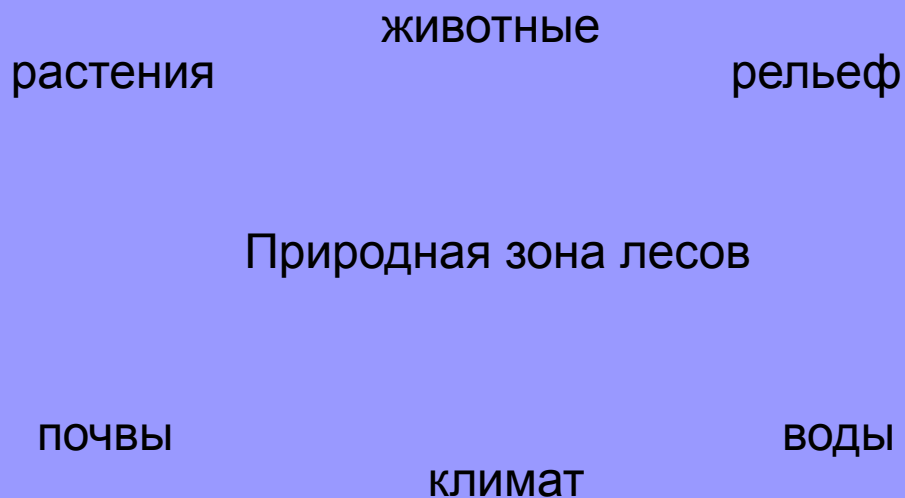 животные
растения рельеф
Природная зона лесов
почвы воды
климат